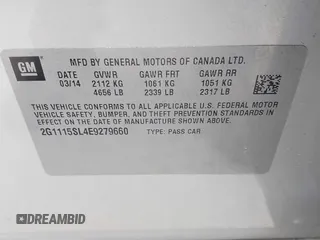 GM
MFD BY GENERAL MOTORS OF CANADA LTD.
DATE GVWR GAWR FRT GAWR RR
03/14 2112 KG 1061 KG 1051 KG
4656 LB 2339 LB 2317 LB
THIS VEHICLE CONFORMS TO ALL APPLICABLE U.S. FEDERAL MOTOR
VEHICLE SAFETY, BUMPER, AND THEFT PREVENTION STANDARDS IN
EFFECT ON THE DATE OF MANUFACTURE SHOWN ABOVE.
2G1115SL4E9279660 TYPE: PASS CAR
DREAMBID